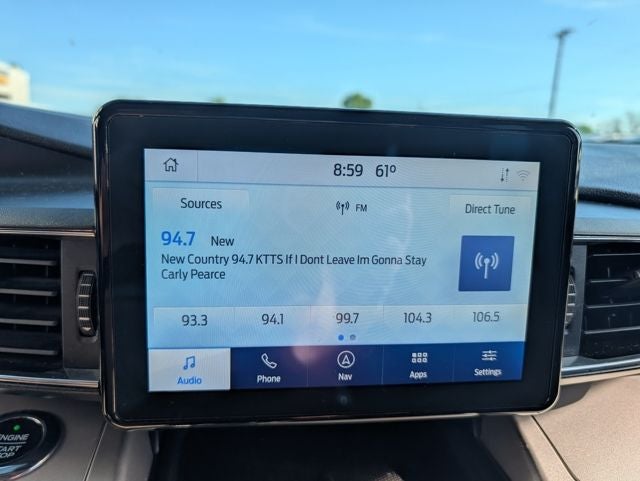 8:59 61°
Sources
FM
Direct Tune
94.7 New
New Country 94.7 KTTS If I Dont Leave Im Gonna Stay
Carly Pearce
93.3 94.1 99.7 104.3 106.5
Audio Phone Nav Apps Settings
ENGINE
START
STOP